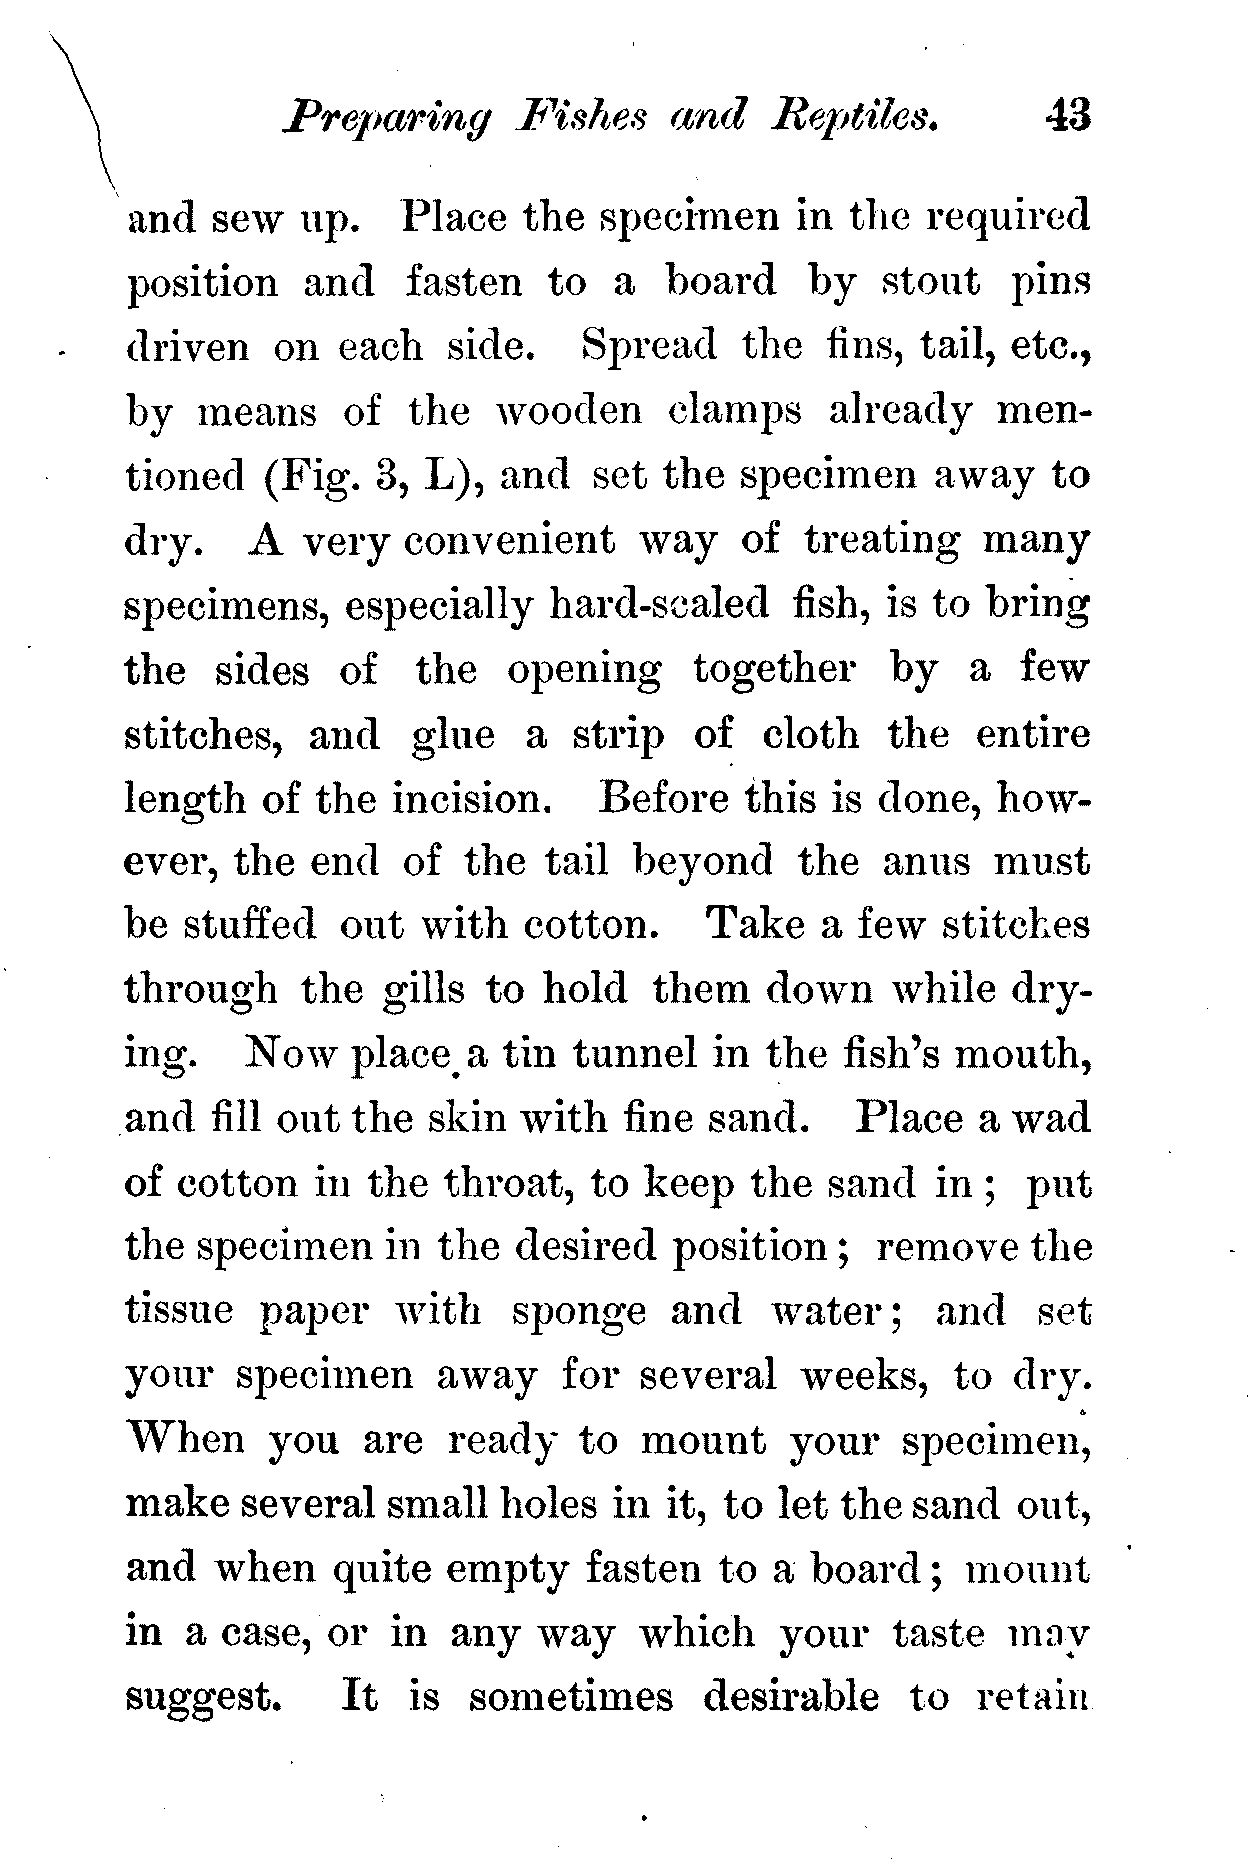 Preparing Fishes and Reptiles. 43
and sew up. Place the specimen in the required
position and fasten to a board by stout pins
driven on each side. Spread the fins, tail, etc.,
by means of the wooden clamps already men-
tioned (Fig. 3, L), and set the specimen away to
dry. A very convenient way of treating many
specimens, especially hard-scaled fish, is to bring
the sides of the opening together by a few
stitches, and glue a strip of cloth the entire
length of the incision. Before this is done, how-
ever, the end of the tail beyond the anus must
be stuffed out with cotton. Take a few stitches
through the gills to hold them down while dry-
ing. Now place a tin tunnel in the fish's mouth,
and fill out the skin with fine sand. Place a wad
of cotton in the throat, to keep the sand in; put
the specimen in the desired position; remove the
tissue paper with sponge and water; and set
your specimen away for several weeks, to dry.
When you are ready to mount your specimen,
make several small holes in it, to let the sand out,
and when quite empty fasten to a board; mount
in a case, or in any way which your taste may
suggest. It is sometimes desirable to retain